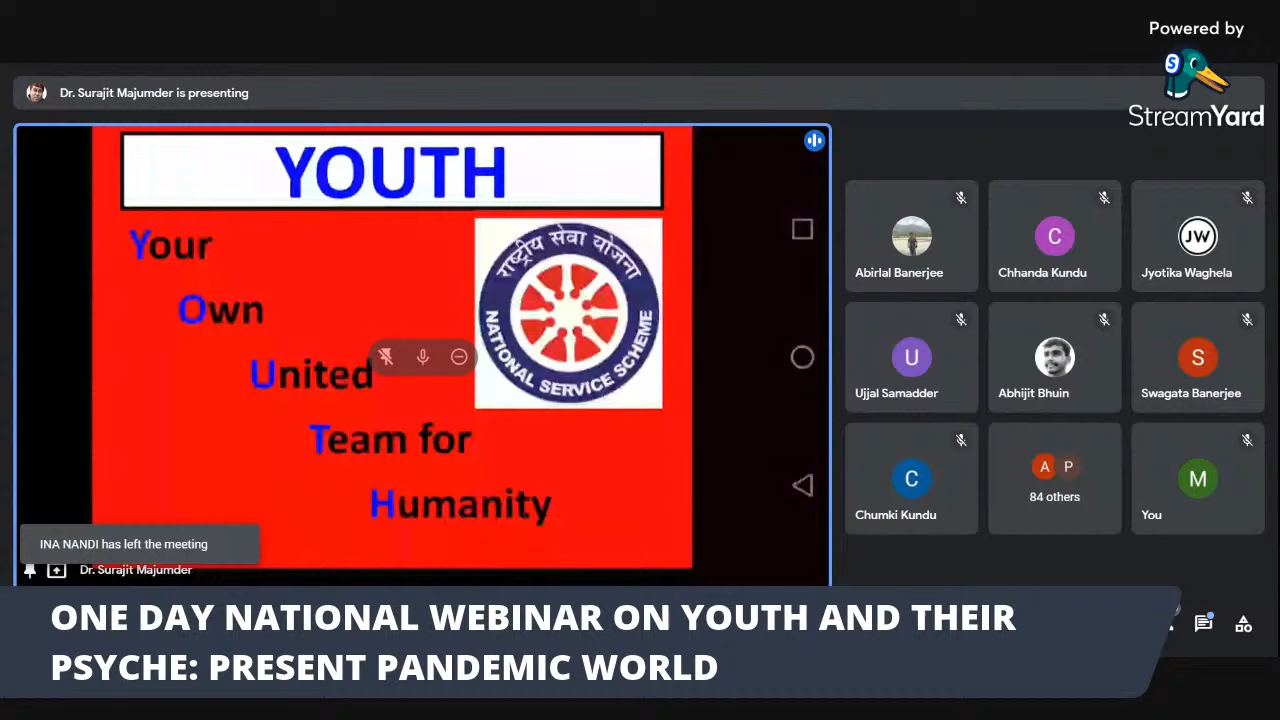 Powered by
S
StreamYard
Dr. Surajit Majumder is presenting
YOUTH
Your
Own
United
Team for
Humanity
राष्ट्रीय सेवा योजना
NATIONAL SERVICE SCHEME
Abirlal Banerjee
C
Chhanda Kundu
JW
Jyotika Waghela
U
Ujjal Samadder
Abhijit Bhuin
S
Swagata Banerjee
C
Chumki Kundu
A P
84 others
M
You
INA NANDI has left the meeting
Dr. Surajit Majumder
ONE DAY NATIONAL WEBINAR ON YOUTH AND THEIR
PSYCHE: PRESENT PANDEMIC WORLD